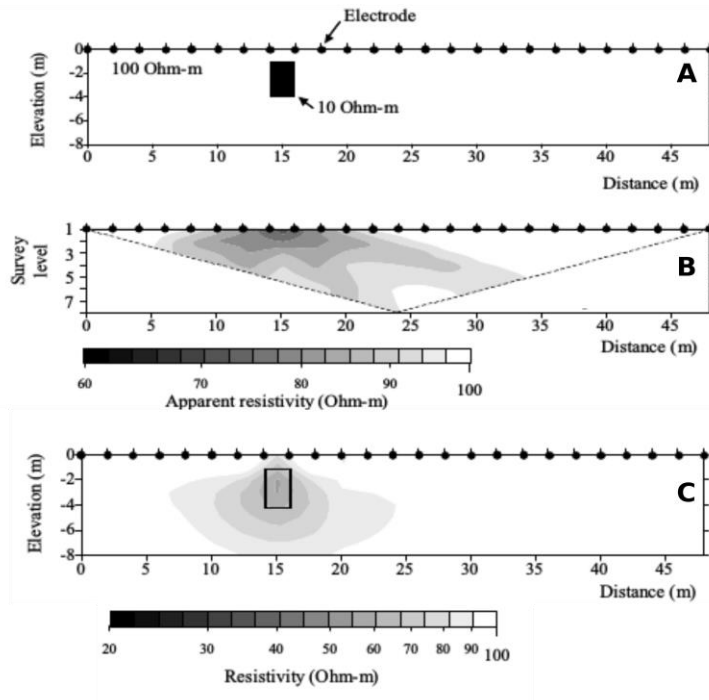 Electrode
0
-2
-4
-6
-8
Elevation (m)
100 Ohm-m
10 Ohm-m
A
0 5 10 15 20 25 30 35 40 45
Distance (m)
1
3
5
7
Survey
level
B
0 5 10 15 20 25 30 35 40 45
Distance (m)
60 70 80 90 100
Apparent resistivity (Ohm-m)
0
-2
-4
-6
-8
Elevation (m)
C
0 5 10 15 20 25 30 35 40 45
Distance (m)
20 30 40 50 60 70 80 90 100
Resistivity (Ohm-m)